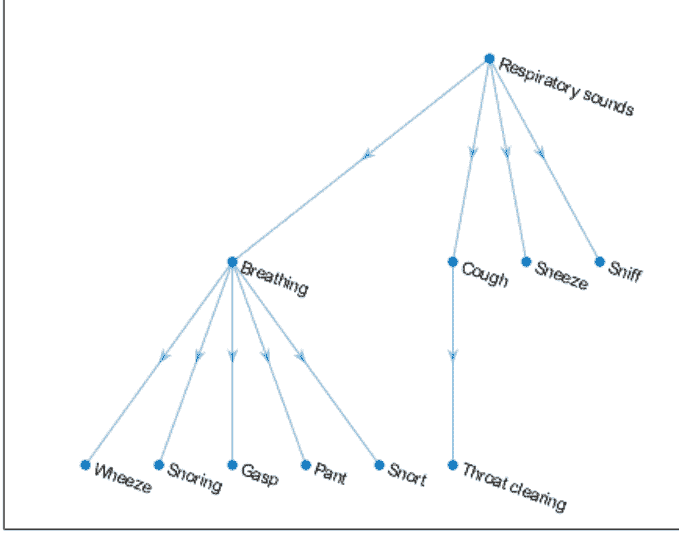 Respiratory sounds
Breathing
Cough
Sneeze
Sniff
Wheeze
Snoring
Gasp
Pant
Snort
Throat clearing